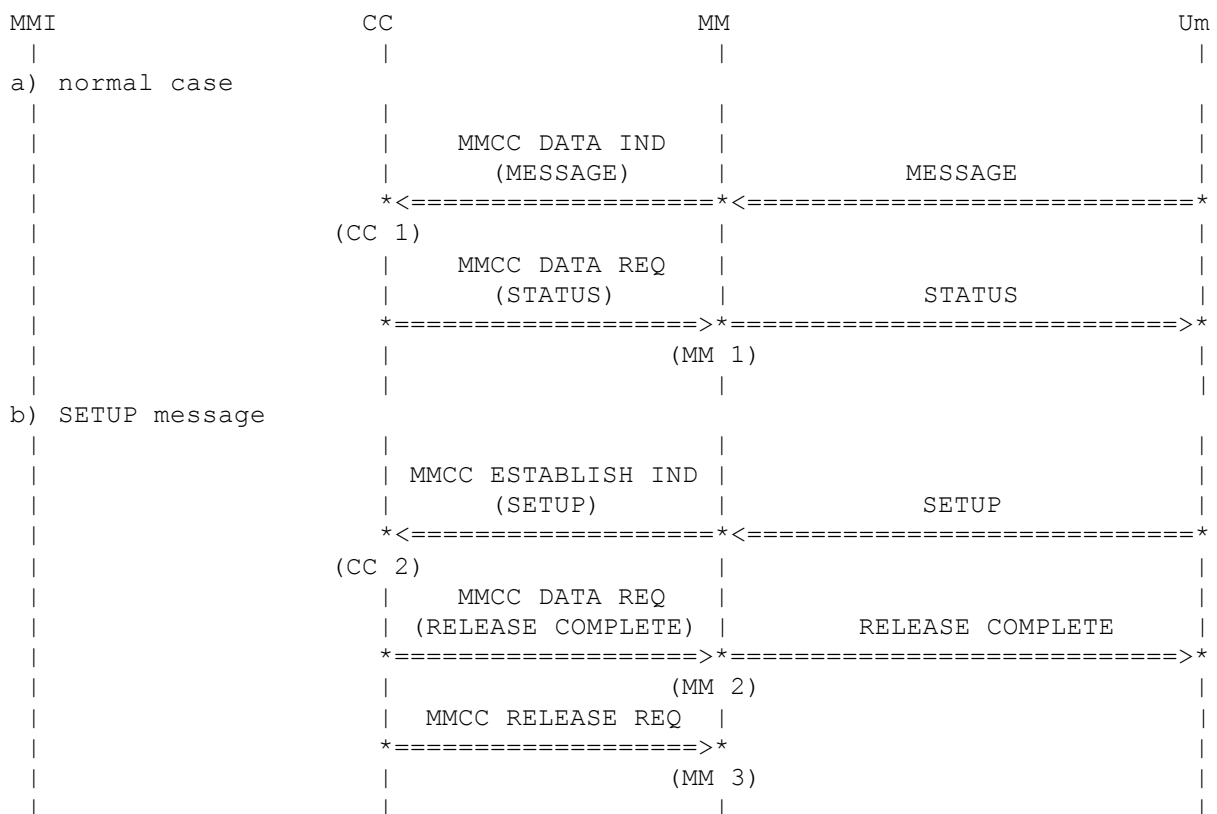 MMI CC MM Um
a) normal case
MMCC DATA IND
(MESSAGE) MESSAGE
*<===================*<============================*
(CC 1)
MMCC DATA REQ
(STATUS) STATUS
*===================>*============================>*
(MM 1)
b) SETUP message
MMCC ESTABLISH IND
(SETUP) SETUP
*<===================*<============================*
(CC 2)
MMCC DATA REQ
(RELEASE COMPLETE) RELEASE COMPLETE
*===================>*============================>*
(MM 2)
MMCC RELEASE REQ
*===================>*
(MM 3)